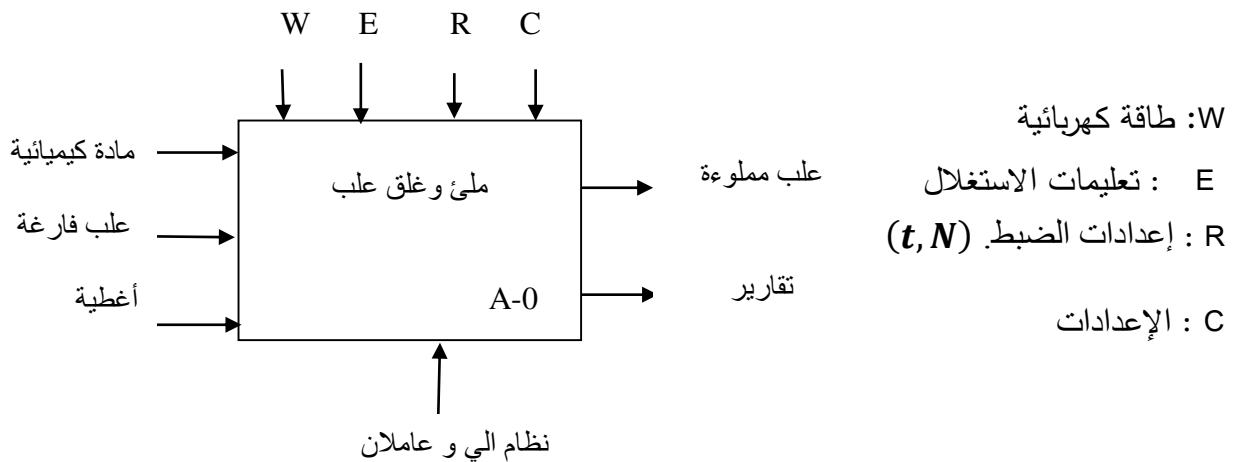 W E R C
مادة كيميائية
علب فارغة
أغطية
ملئ وغلق علب
A-0
علب مملوءة
تقارير
نظام الي و عاملان
W: طاقة كهربائية
E : تعليمات الاستغلال
R : إعدادات الضبط. (t, N)
C : الإعدادات